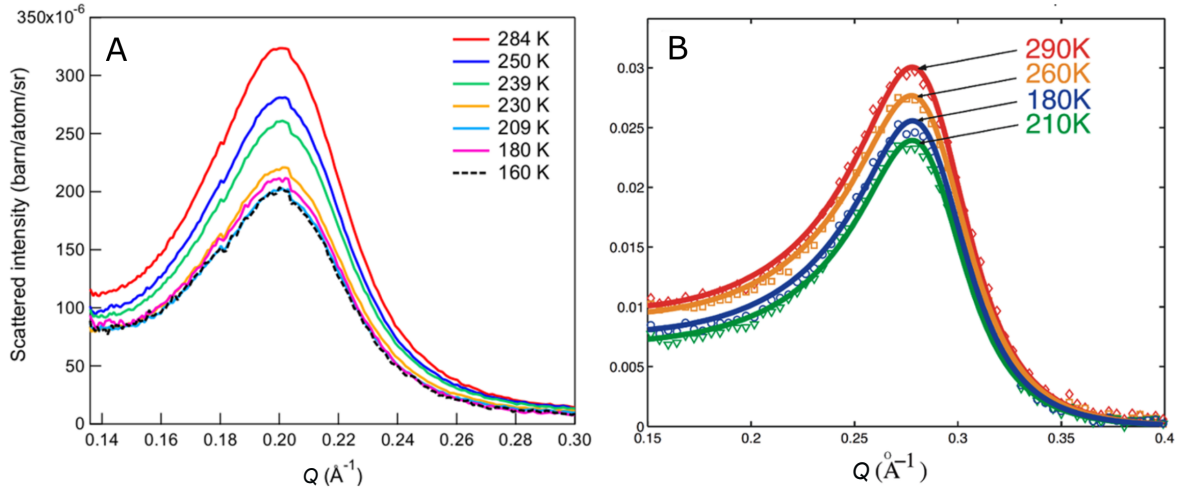 A
350x10-6
300
250
200
150
100
50
0
Scattered intensity (barn/atom/sr)
284 K
250 K
239 K
230 K
209 K
180 K
160 K
0.14 0.16 0.18 0.20 0.22 0.24 0.26 0.28 0.30
Q (Å-1)
B
0.03
0.025
0.02
0.015
0.01
0.005
0
290K
260K
180K
210K
0.15 0.2 0.25 0.3 0.35 0.4
Q (Å-1)